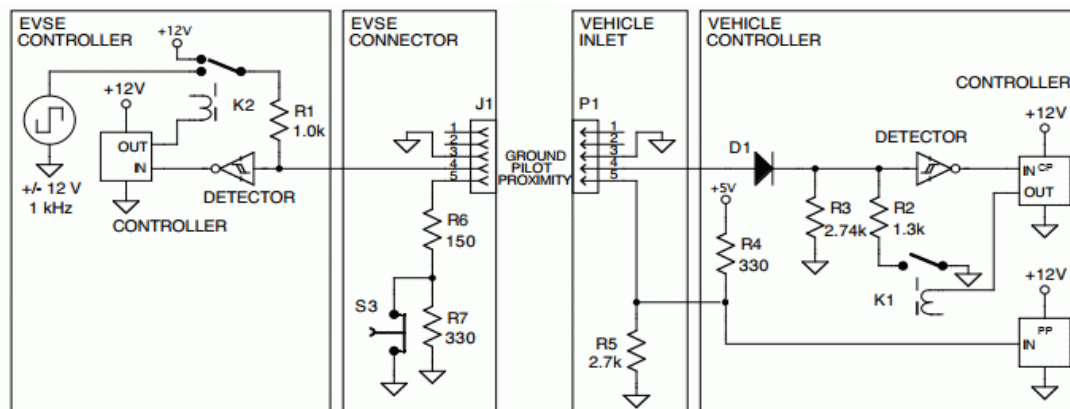 EVSE
CONTROLLER
+12V
+12V
K2
R1
1.0k
OUT
IN
DETECTOR
+/- 12 V
1 kHz
CONTROLLER
EVSE
CONNECTOR
J1
1
2
3
4
5
R6
150
S3
R7
330
GROUND
PILOT
PROXIMITY
VEHICLE
INLET
P1
1
2
3
4
5
R5
2.7k
VEHICLE
CONTROLLER
CONTROLLER
+12V
D1
DETECTOR
IN CP
OUT
+5V
R4
330
R3
2.74k
R2
1.3k
K1
+12V
PP
IN